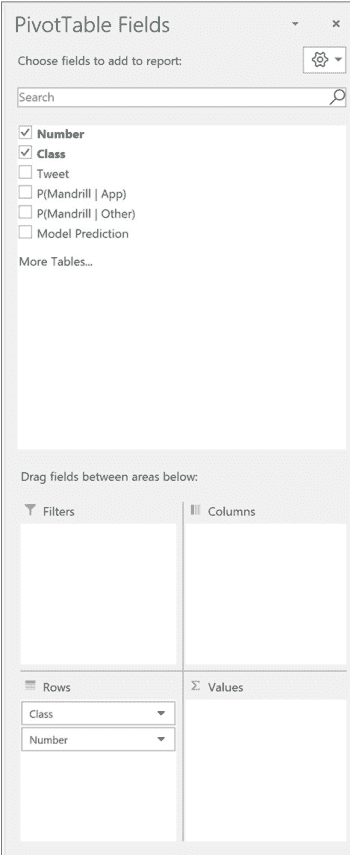 PivotTable Fields
Choose fields to add to report:
Search
Number
Class
Tweet
P(Mandrill | App)
P(Mandrill | Other)
Model Prediction
More Tables...
Drag fields between areas below:
Filters
Columns
Rows
Σ Values
Class
Number